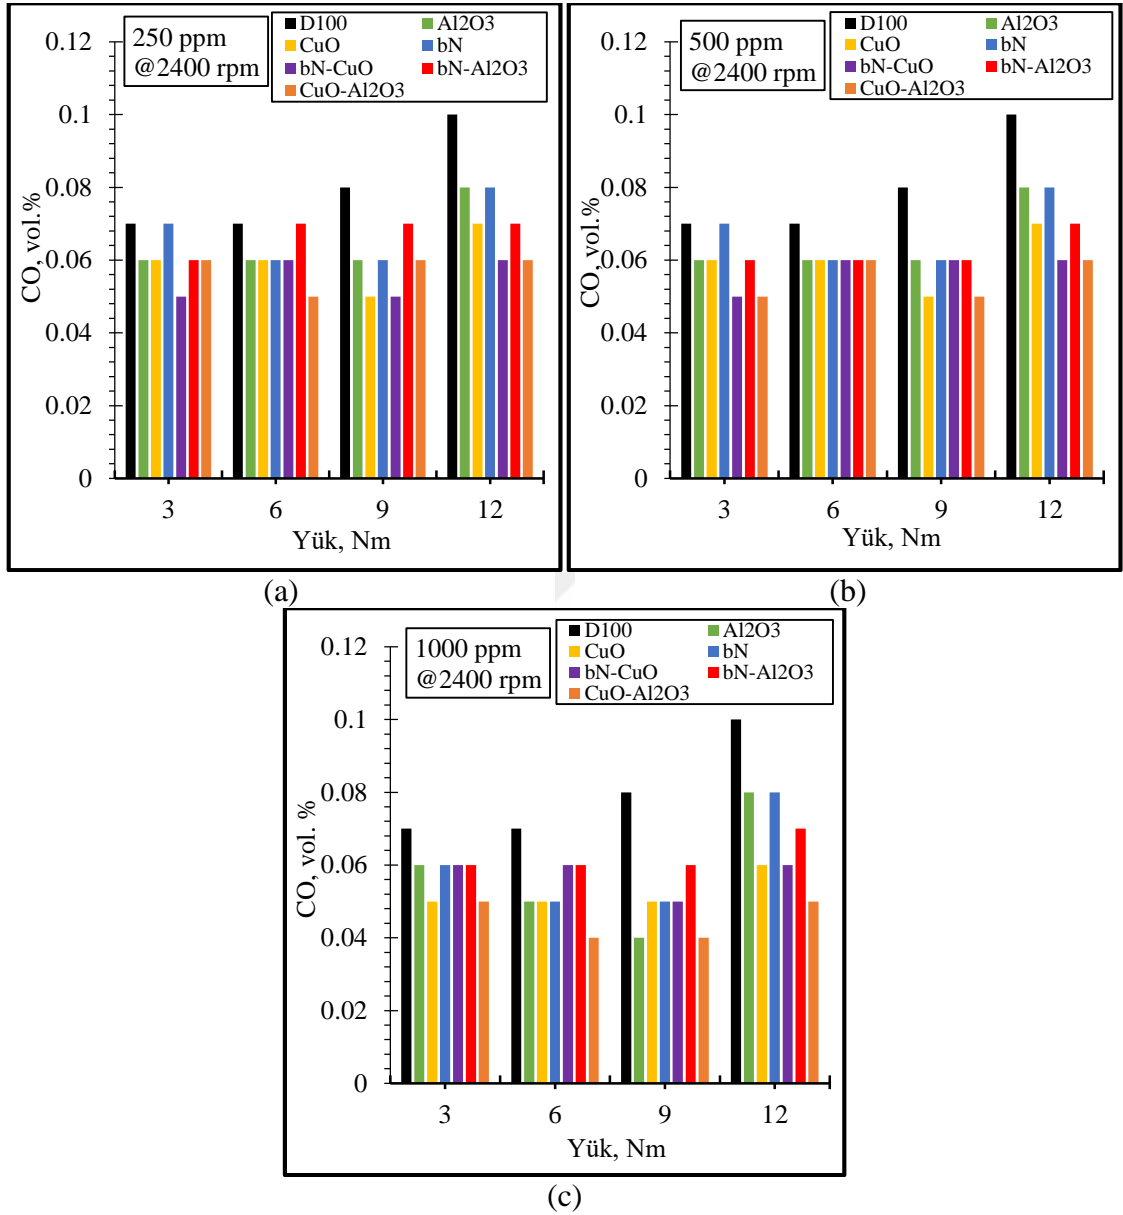 250 ppm
@2400 rpm
D100
Al2O3
CuO
bN
bN-CuO
bN-Al2O3
CuO-Al2O3
CO, vol.%
0.12
0.1
0.08
0.06
0.04
0.02
0
3 6 9 12
Yük, Nm
(a)
500 ppm
@2400 rpm
D100
Al2O3
CuO
bN
bN-CuO
bN-Al2O3
CuO-Al2O3
CO, vol.%
0.12
0.1
0.08
0.06
0.04
0.02
0
3 6 9 12
Yük, Nm
(b)
1000 ppm
@2400 rpm
D100
Al2O3
CuO
bN
bN-CuO
bN-Al2O3
CuO-Al2O3
CO, vol. %
0.12
0.1
0.08
0.06
0.04
0.02
0
3 6 9 12
Yük, Nm
(c)